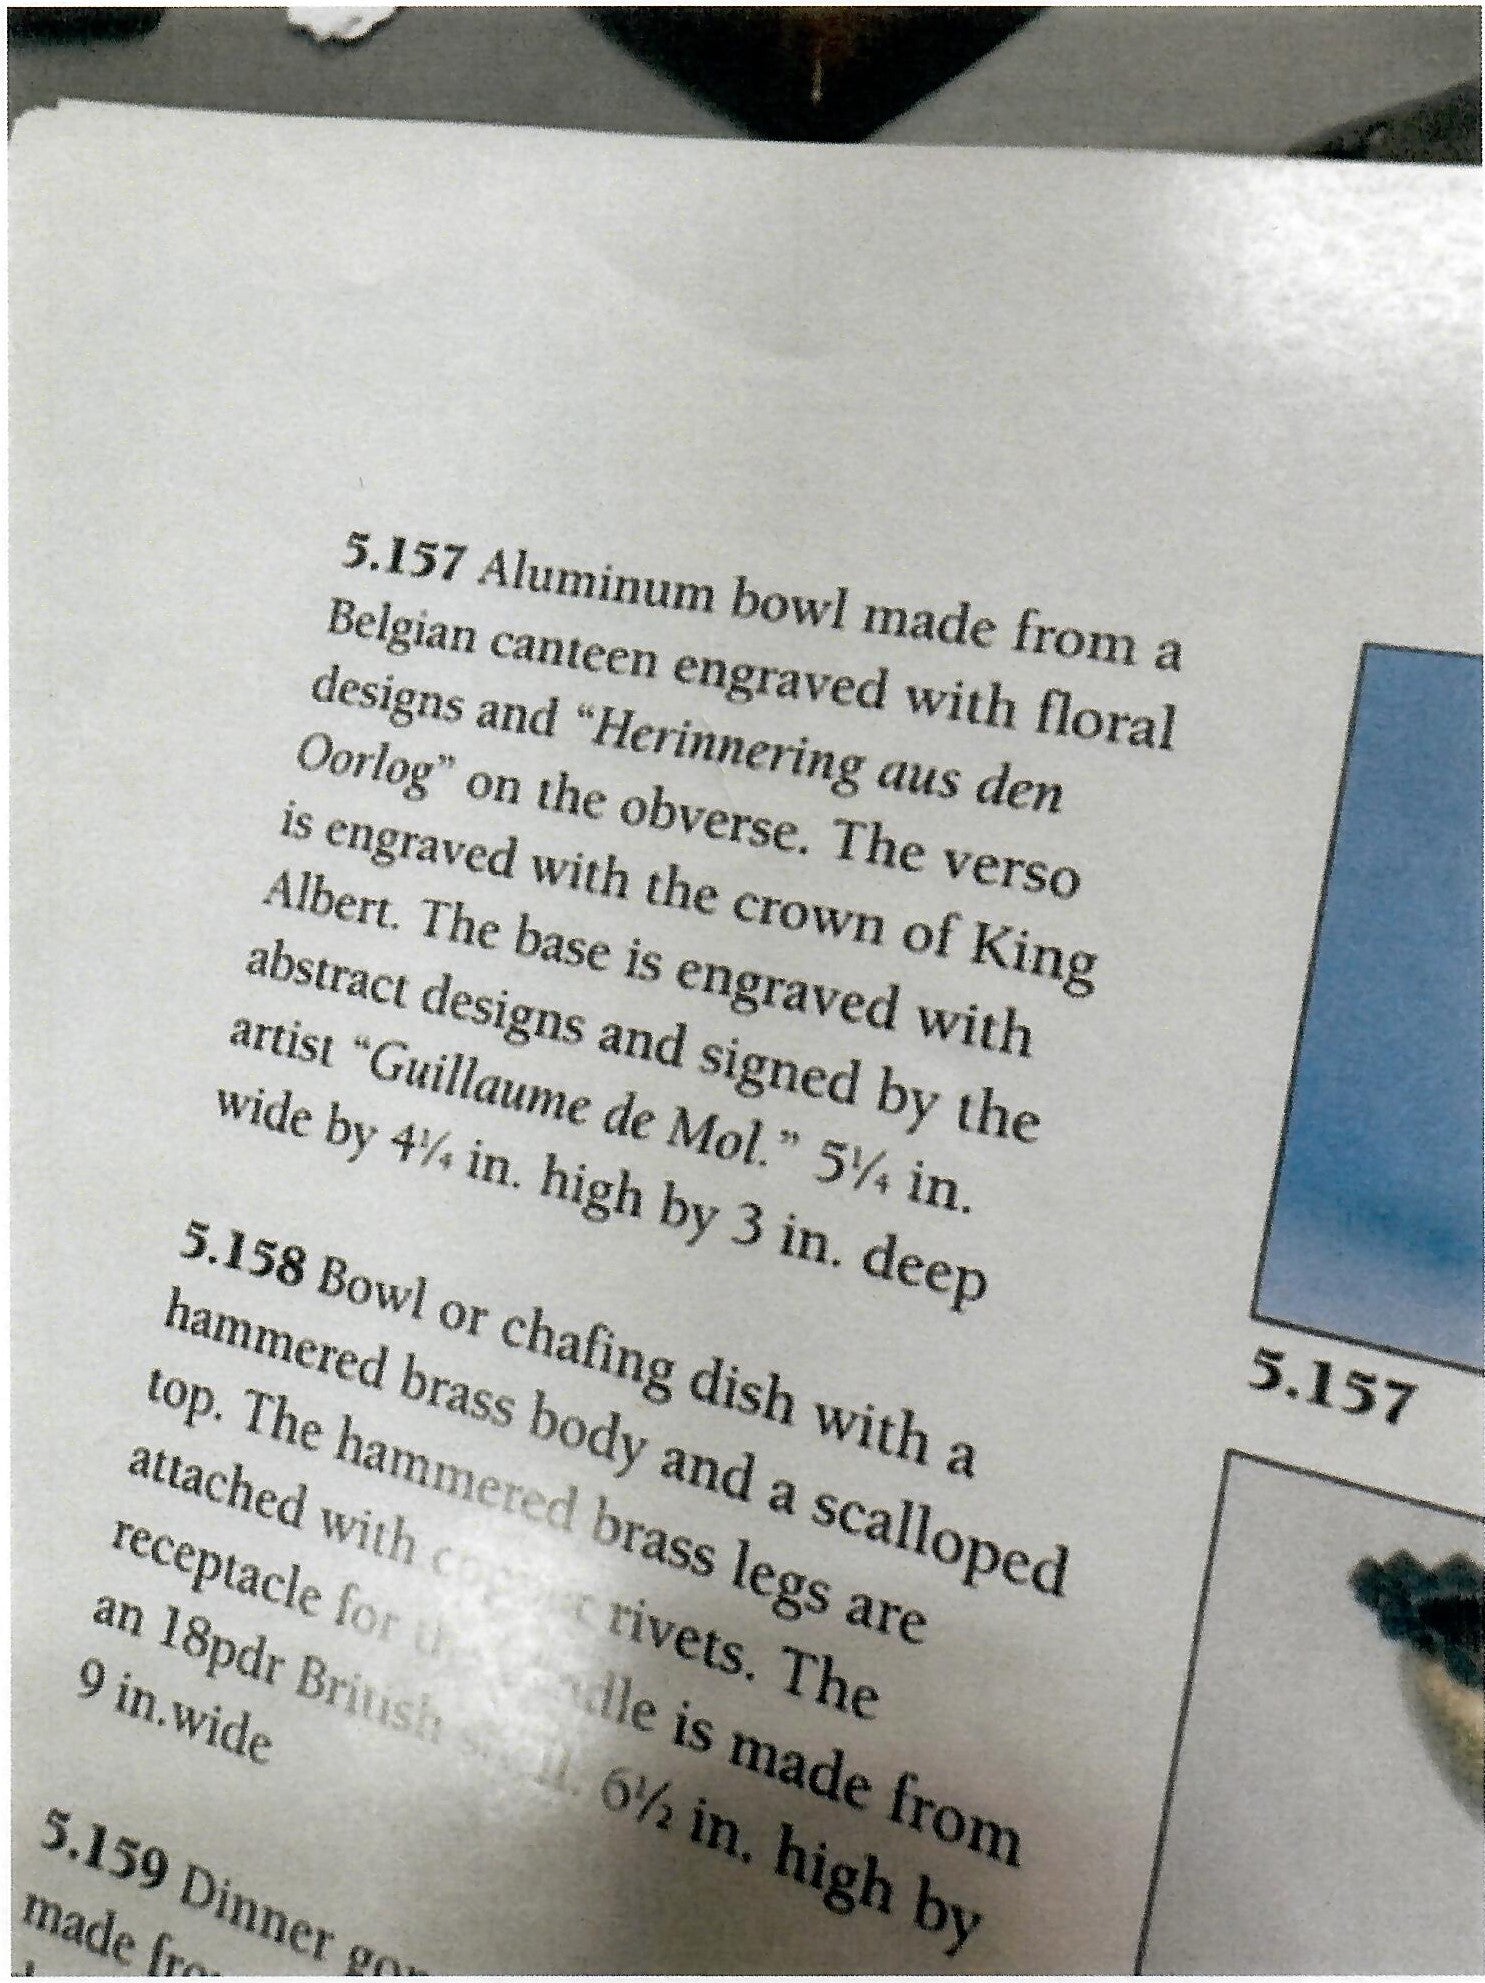 5.157 Aluminum bowl made from a
Belgian canteen engraved with floral
designs and “Herinnering aus den
Oorlog” on the obverse. The verso
is engraved with the crown of King
Albert. The base is engraved with
abstract designs and signed by the
artist “Guillaume de Mol.” 5¼ in.
wide by 4¼ in. high by 3 in. deep
5.158 Bowl or chafing dish with a
hammered brass body and a scalloped
top. The hammered brass legs are
attached with rivets. The
receptacle for the is made from
an 18pdr British 6½ in. high by
9 in.wide
5.159 Dinner
made
5.157